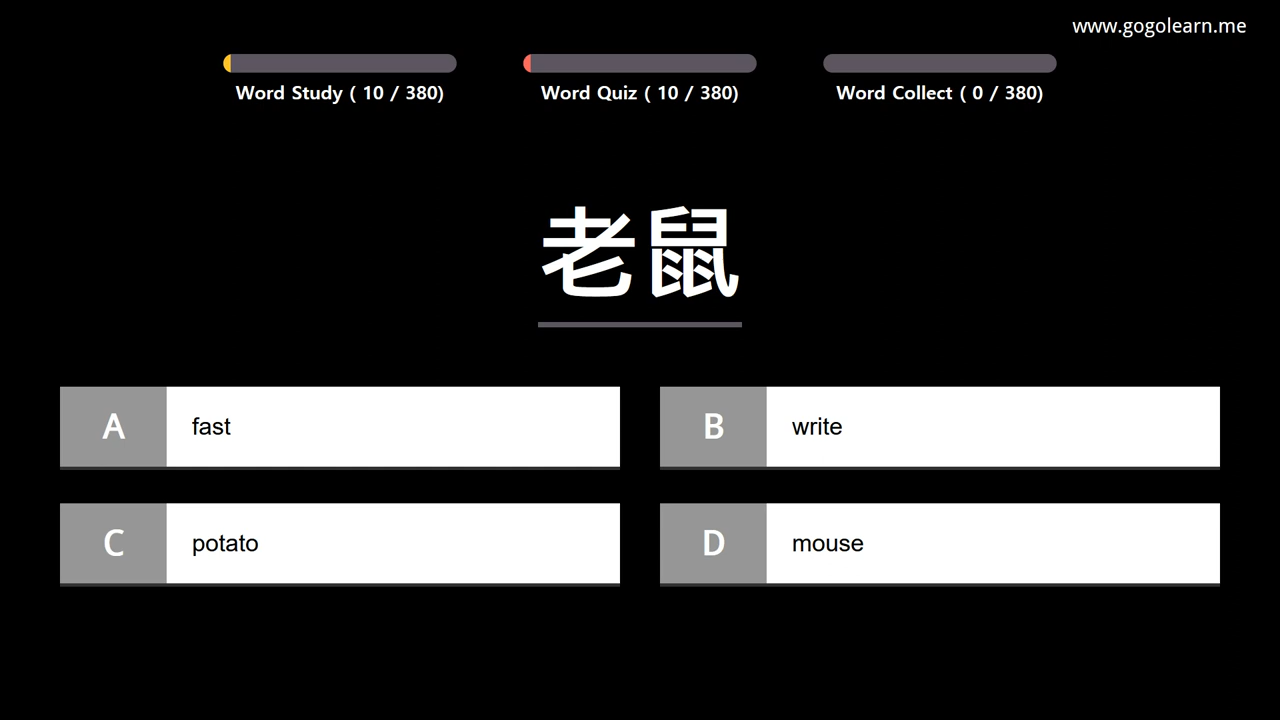 www.gogolearn.me
Word Study ( 10 / 380)
Word Quiz ( 10 / 380)
Word Collect ( 0 / 380)
老鼠
A fast
B write
C potato
D mouse